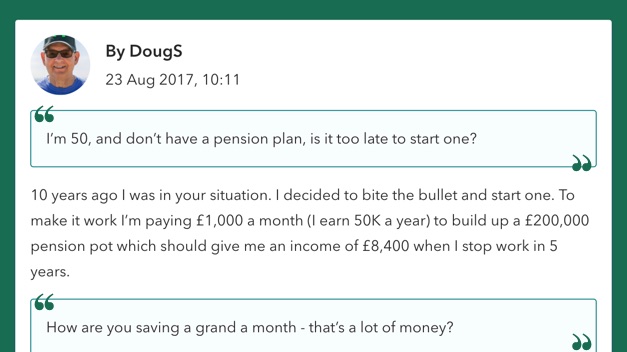 By DougS
23 Aug 2017, 10:11
“
I’m 50, and don’t have a pension plan, is it too late to start one?
”
10 years ago I was in your situation. I decided to bite the bullet and start one. To
make it work I’m paying £1,000 a month (I earn 50K a year) to build up a £200,000
pension pot which should give me an income of £8,400 when I stop work in 5
years.
“
How are you saving a grand a month - that’s a lot of money?
”